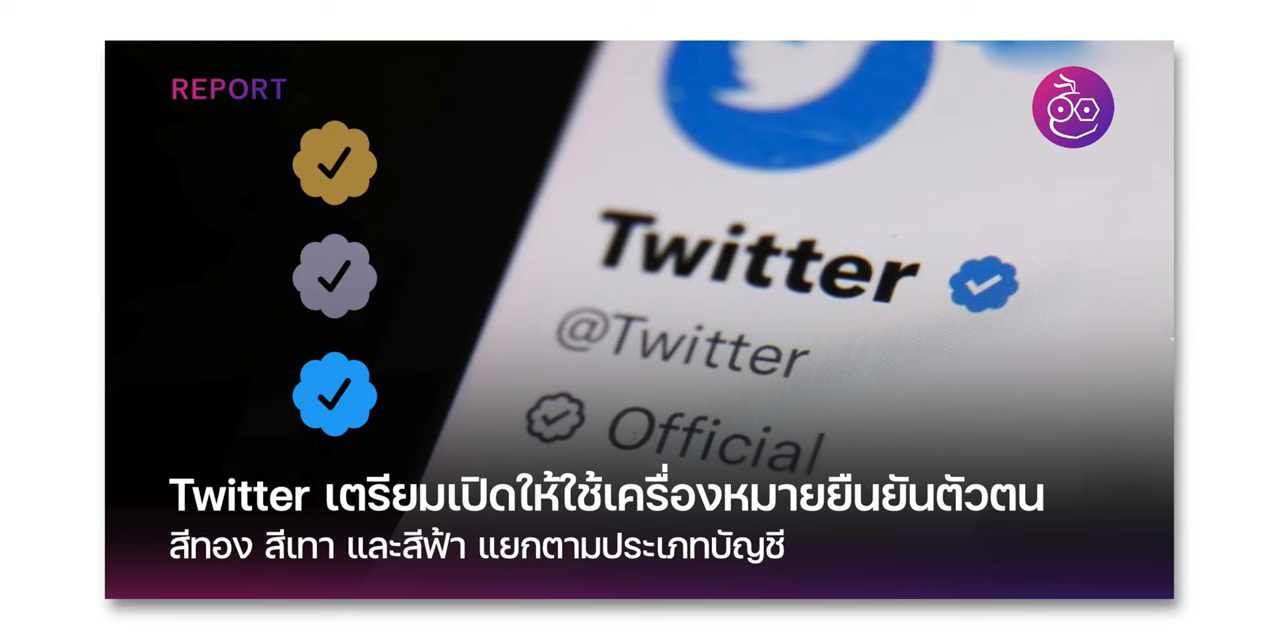 REPORT
Twitter
@Twitter
Official
Twitter เตรียมเปิดให้ใช้เครื่องหมายยืนยันตัวตน
สีทอง สีเทา และสีฟ้า แยกตามประเภทบัญชี